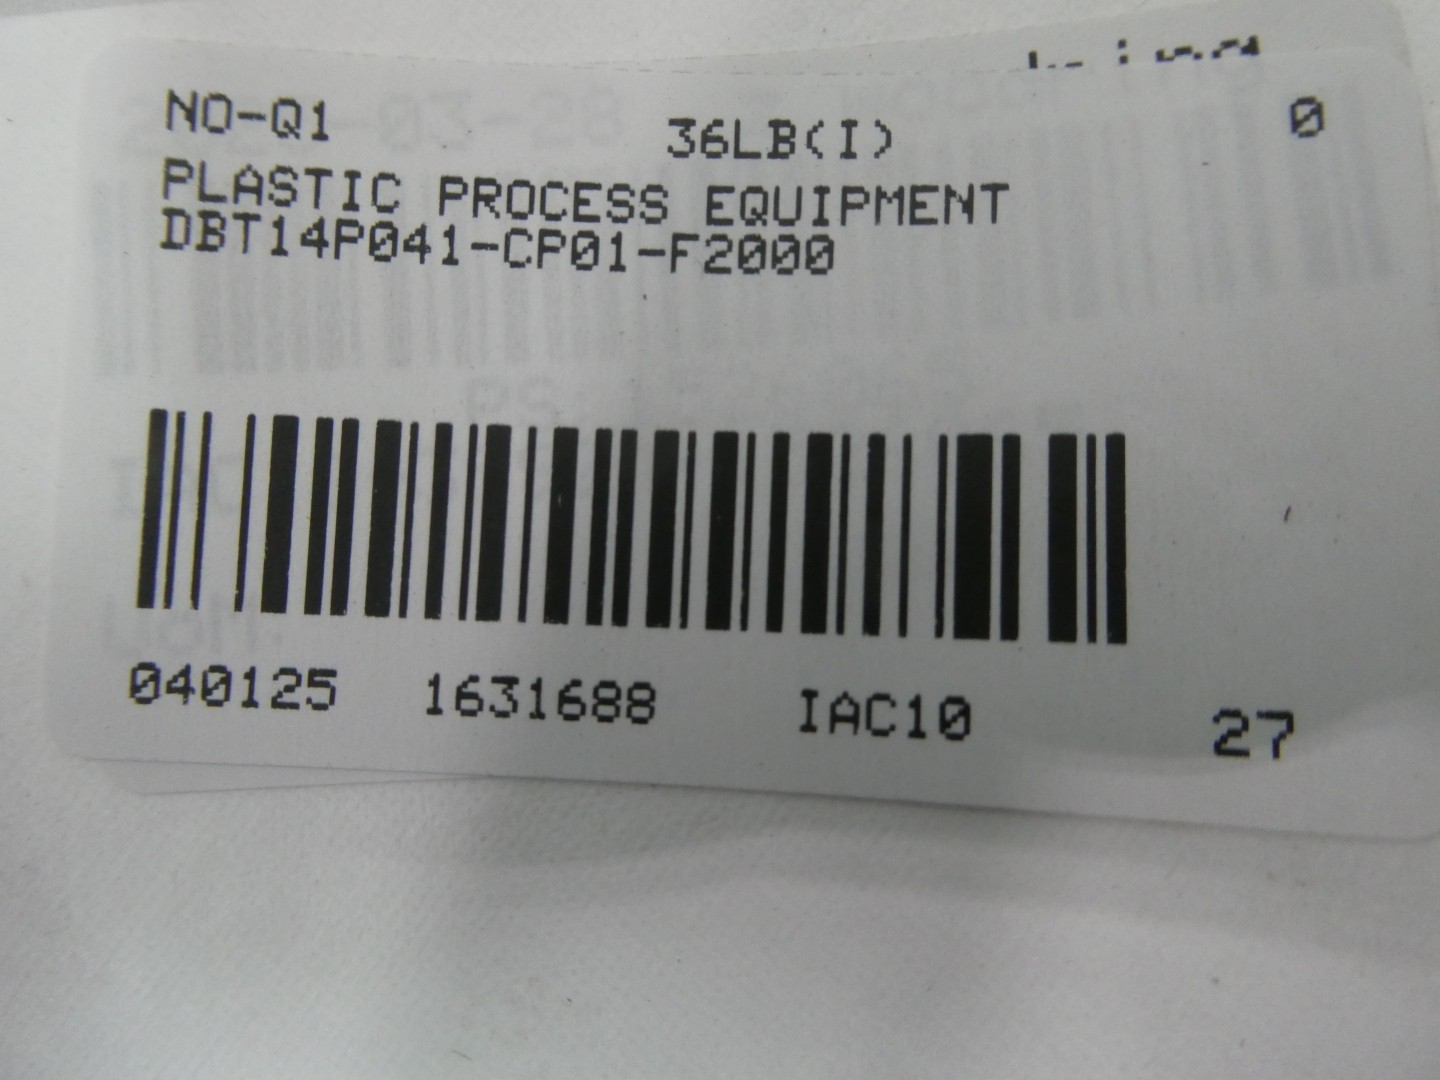 NO-Q1 36LB(I) 0
PLASTIC PROCESS EQUIPMENT
DBT14P041-CP01-F2000
040125 1631688 IAC10 27